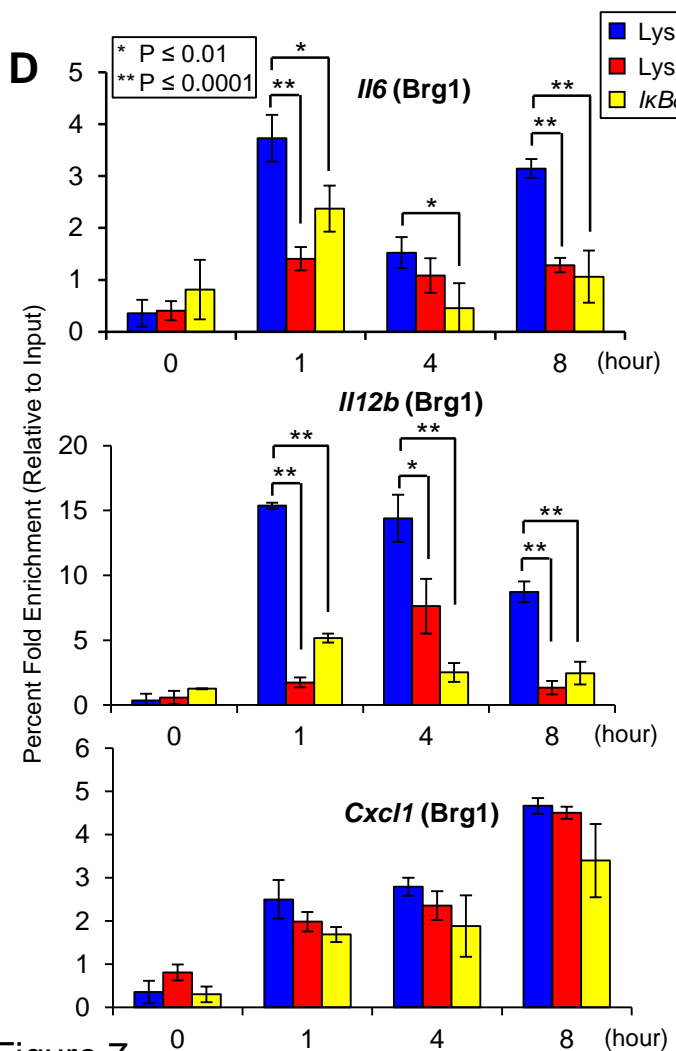 D
* P ≤ 0.01
** P ≤ 0.0001
Lys
Lys
Il6 (Brg1)
* ** * ** **
5
4
3
2
1
0
0 1 4 8 (hour)
Percent Fold Enrichment (Relative to Input)
Il12b (Brg1)
** ** ** * ** **
20
15
10
5
0
0 1 4 8 (hour)
Cxcl1 (Brg1)
6
5
4
3
2
1
0
0 1 4 8 (hour)